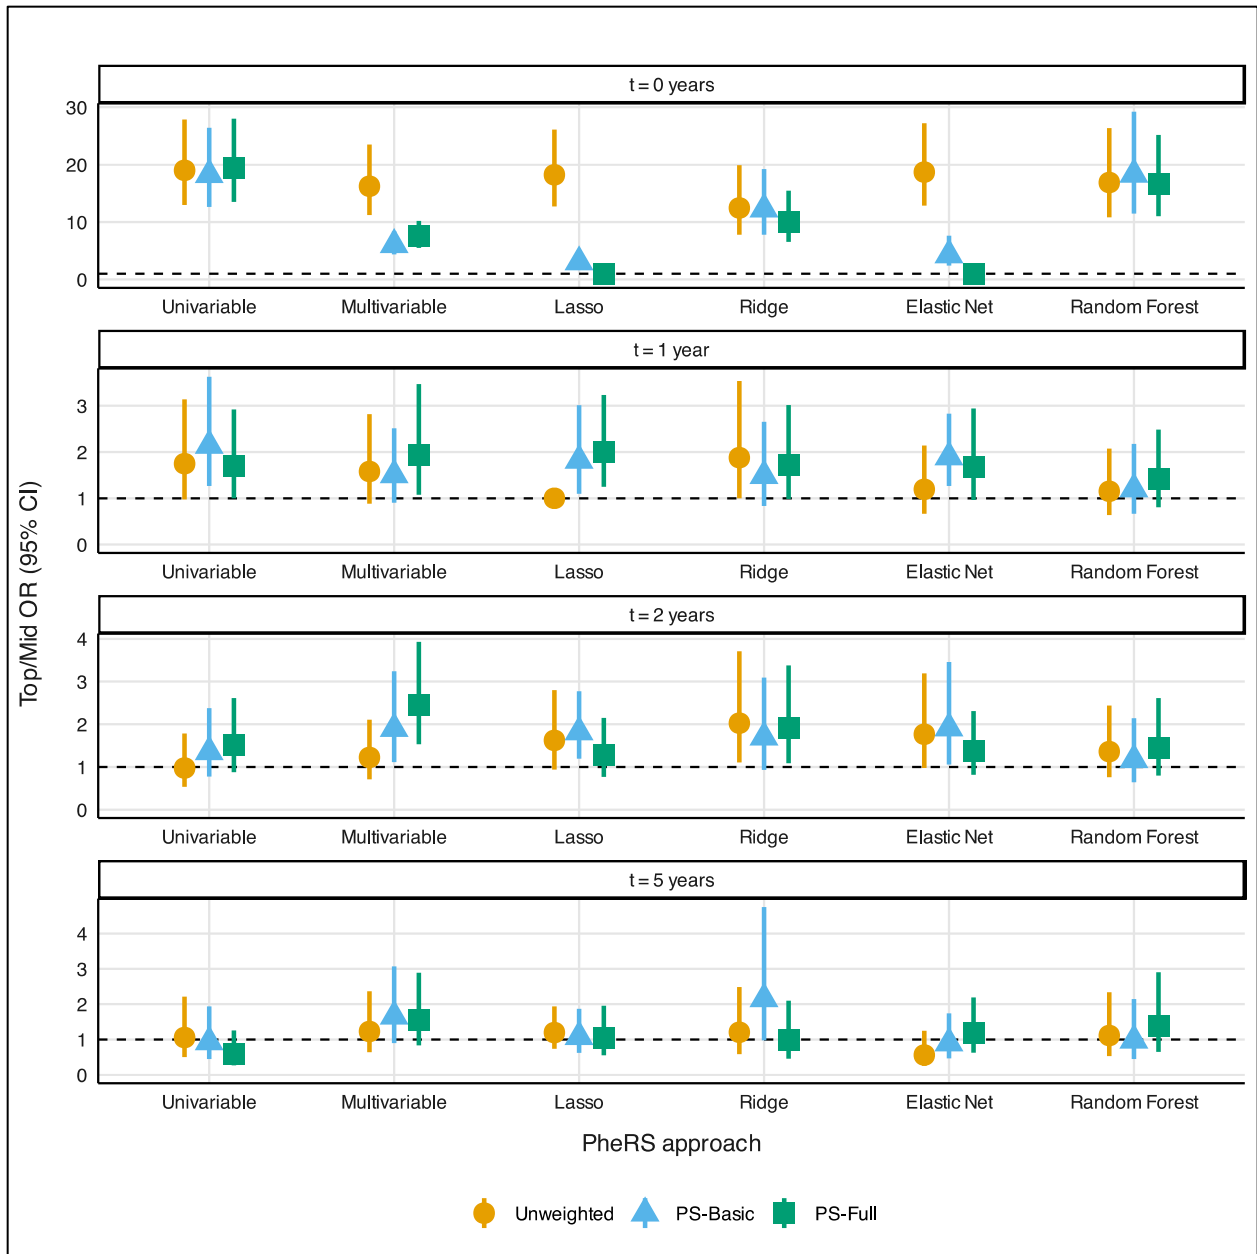 t = 0 years
30
20
10
0
Univariable Multivariable Lasso Ridge Elastic Net Random Forest
t = 1 year
3
2
1
0
Univariable Multivariable Lasso Ridge Elastic Net Random Forest
Top/Mid OR (95% CI)
t = 2 years
4
3
2
1
0
Univariable Multivariable Lasso Ridge Elastic Net Random Forest
t = 5 years
4
3
2
1
0
Univariable Multivariable Lasso Ridge Elastic Net Random Forest
PheRS approach
Unweighted PS-Basic PS-Full